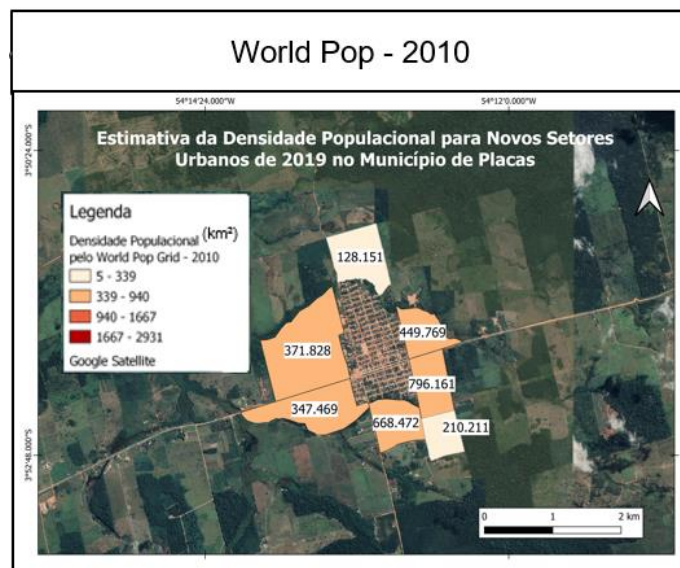 World Pop - 2010
54°14'24.000"W
54°12'0.000"W
3°50'24.000"S
3°52'48.000"S
Estimativa da Densidade Populacional para Novos Setores
Urbanos de 2019 no Município de Placas
Legenda
Densidade Populacional (km²)
pelo World Pop Grid - 2010
5 - 339
339 - 940
940 - 1667
1667 - 2931
Google Satellite
128.151
449.769
371.828
796.161
347.469
668.472
210.211
0 1 2 km